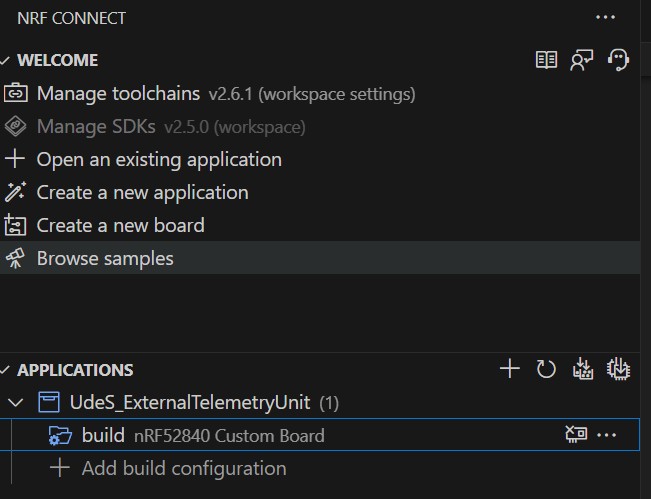 NRF CONNECT
WELCOME
Manage toolchains v2.6.1 (workspace settings)
Manage SDKs v2.5.0 (workspace)
Open an existing application
Create a new application
Create a new board
Browse samples
APPLICATIONS
UdeS_ExternalTelemetryUnit (1)
build nRF52840 Custom Board
Add build configuration